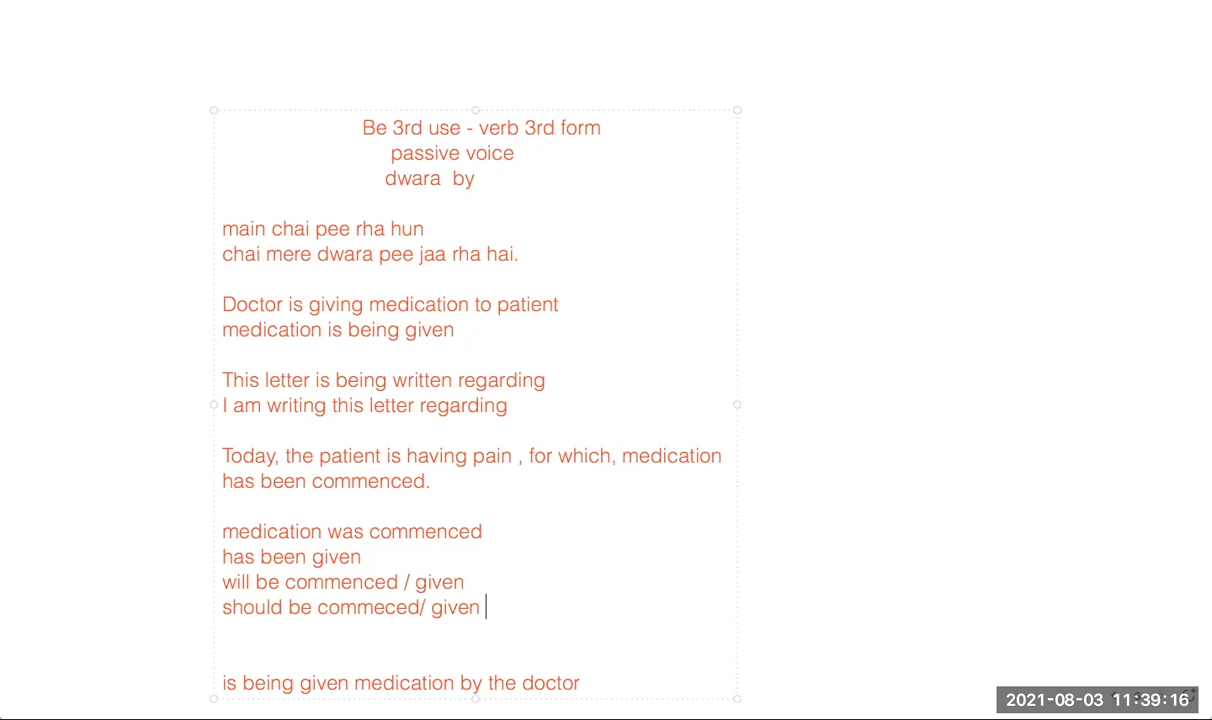 Be 3rd use - verb 3rd form
passive voice
dwara by
main chai pee rha hun
chai mere dwara pee jaa rha hai.
Doctor is giving medication to patient
medication is being given
This letter is being written regarding
I am writing this letter regarding
Today, the patient is having pain , for which, medication
has been commenced.
medication was commenced
has been given
will be commenced / given
should be commeced/ given
is being given medication by the doctor
2021-08-03 11:39:16